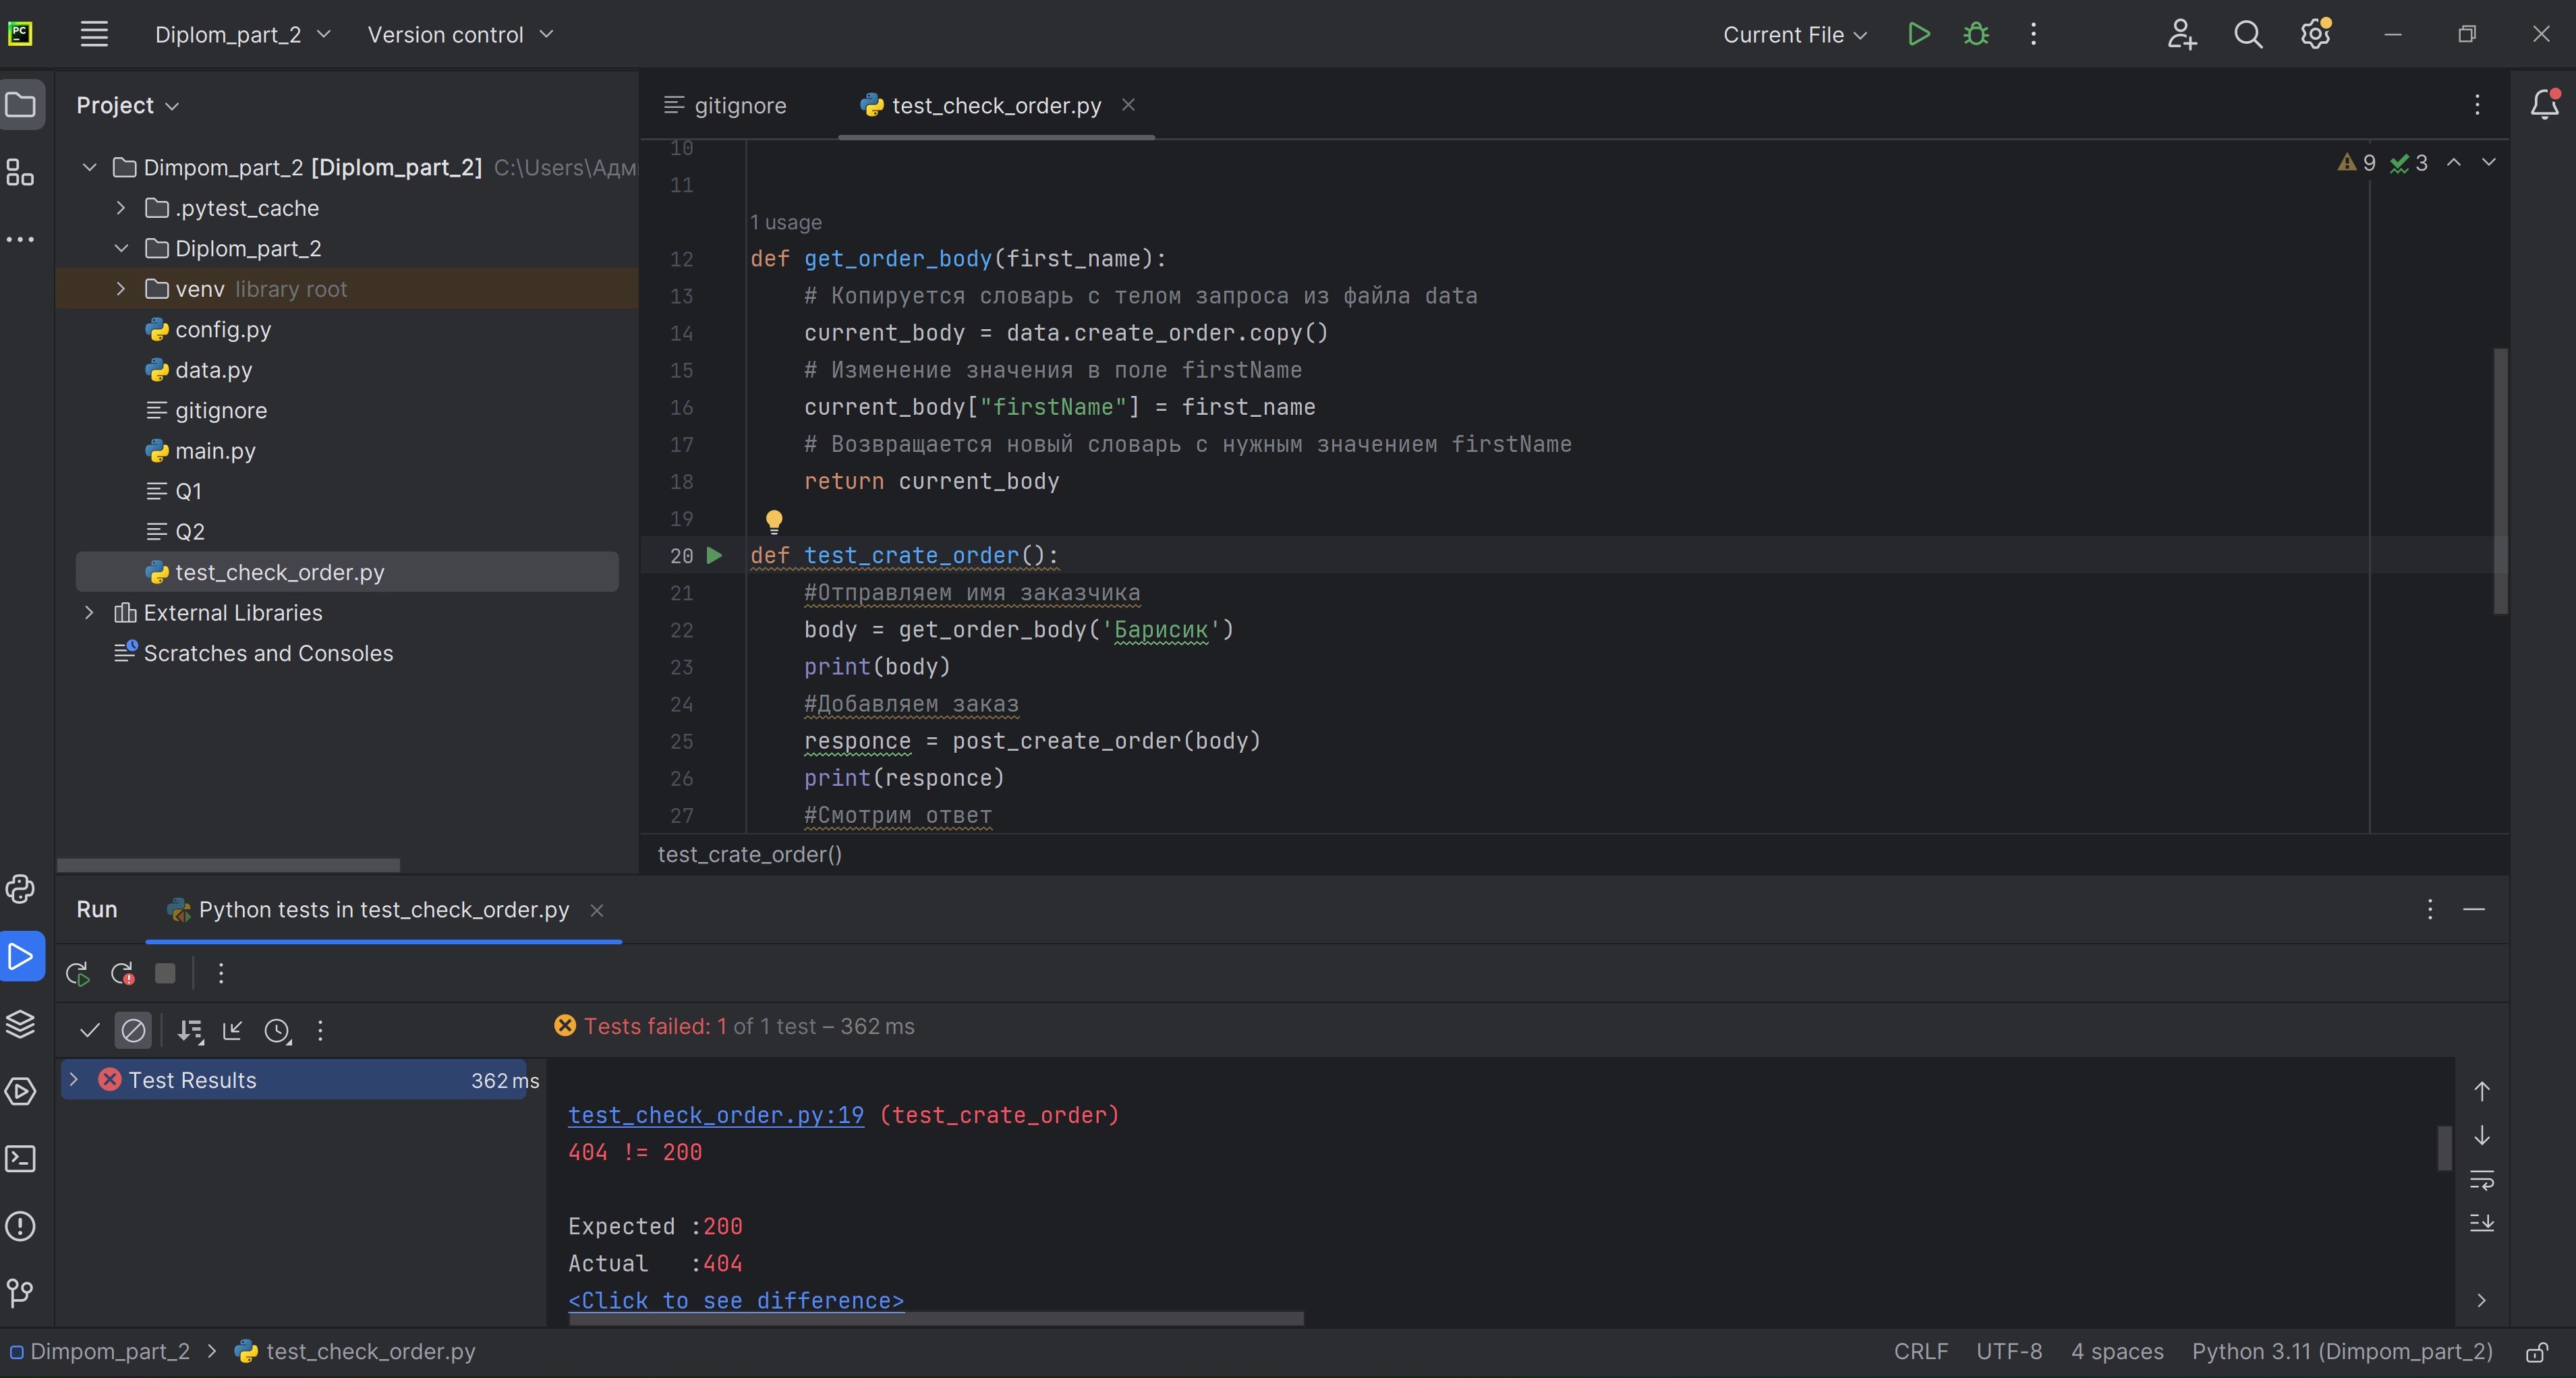 PC
Diplom_part_2
Version control
Current File
Project
gitignore
test_check_order.py
Dimpom_part_2 [Diplom_part_2] C:\Users\Адм
.pytest_cache
Diplom_part_2
venv library root
config.py
data.py
gitignore
main.py
Q1
Q2
test_check_order.py
External Libraries
Scratches and Consoles
9 3
10
11
1 usage
12 def get_order_body(first_name):
13 # Копируется словарь с телом запроса из файла data
14 current_body = data.create_order.copy()
15 # Изменение значения в поле firstName
16 current_body["firstName"] = first_name
17 # Возвращается новый словарь с нужным значением firstName
18 return current_body
19
20 def test_crate_order():
21 #Отправляем имя заказчика
22 body = get_order_body('Барисик')
23 print(body)
24 #Добавляем заказ
25 responce = post_create_order(body)
26 print(responce)
27 #Смотрим ответ
test_crate_order()
Run
Python tests in test_check_order.py
Tests failed: 1 of 1 test – 362 ms
Test Results 362 ms
test_check_order.py:19 (test_crate_order)
404 != 200
Expected :200
Actual :404
<Click to see difference>
Dimpom_part_2 > test_check_order.py
CRLF UTF-8 4 spaces Python 3.11 (Dimpom_part_2)